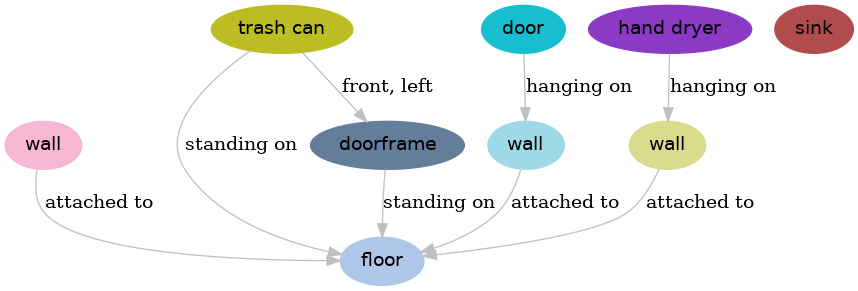 trash can
door
hand dryer
sink
front, left
hanging on
hanging on
wall
standing on
doorframe
wall
wall
attached to
standing on
attached to
attached to
floor